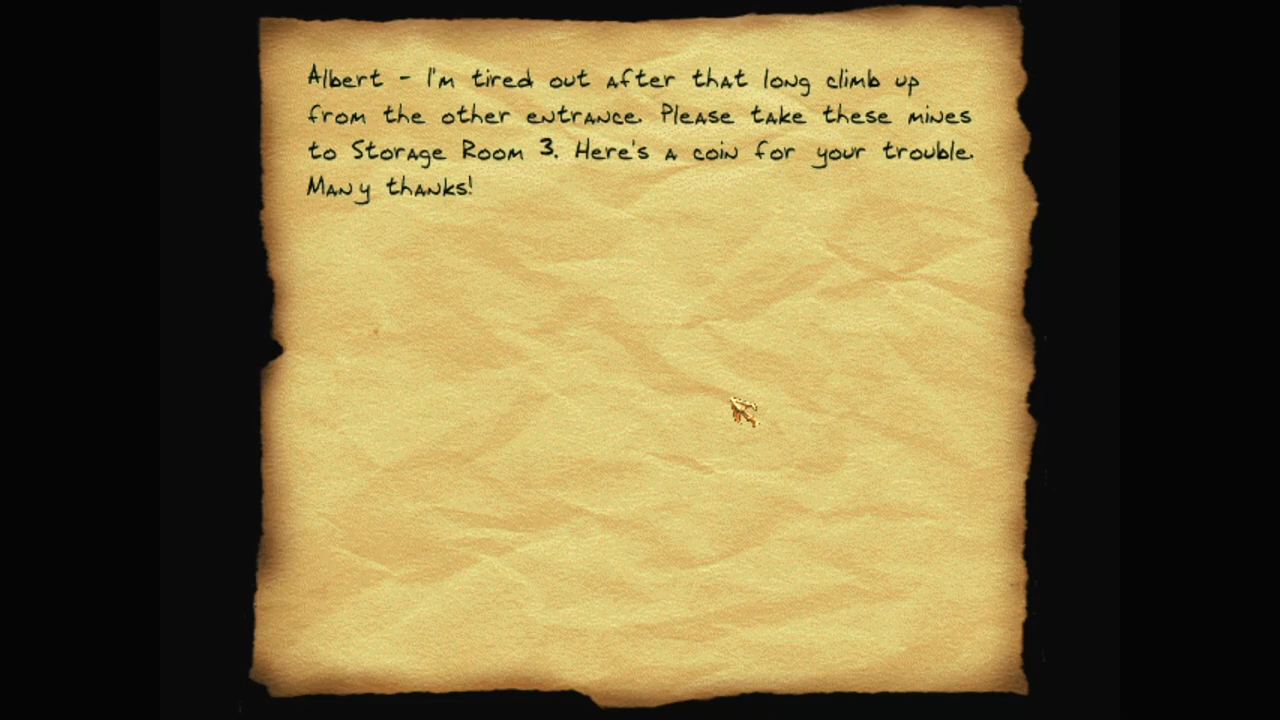 Albert - I'm tired out after that long climb up
from the other entrance. Please take these mines
to Storage Room 3. Here's a coin for your trouble.
Many thanks!